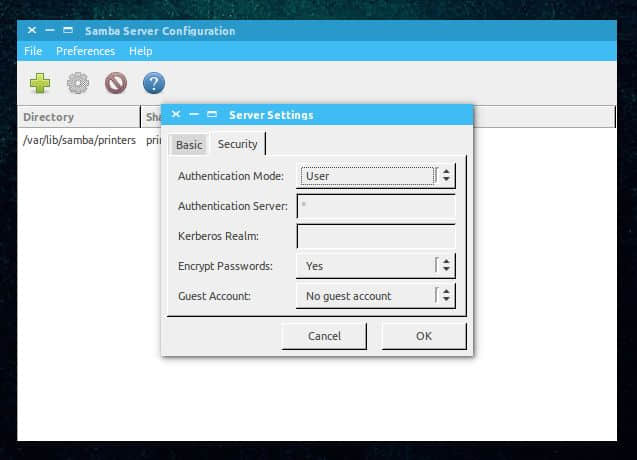 Samba Server Configuration
File Preferences Help
Directory Sha
/var/lib/samba/printers prin
Server Settings
Basic Security
Authentication Mode: User
Authentication Server: *
Kerberos Realm:
Encrypt Passwords: Yes
Guest Account: No guest account
Cancel OK